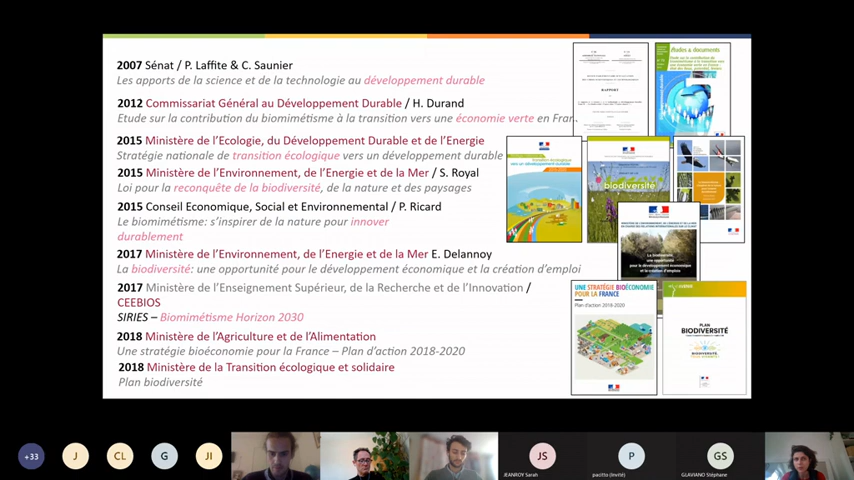 2007 Sénat / P. Laffite & C. Saunier
Les apports de la science et de la technologie au développement durable
2012 Commissariat Général au Développement Durable / H. Durand
Etude sur la contribution du biomimétisme à la transition vers une économie verte en Fran
2015 Ministère de l'Ecologie, du Développement Durable et de l'Energie
Stratégie nationale de transition écologique vers un développement durable
2015 Ministère de l'Environnement, de l'Energie et de la Mer / S. Royal
Loi pour la reconquête de la biodiversité, de la nature et des paysages
2015 Conseil Economique, Social et Environnemental / P. Ricard
Le biomimétisme: s'inspirer de la nature pour innover
durablement
2017 Ministère de l'Environnement, de l'Energie et de la Mer E. Delannoy
La biodiversité: une opportunité pour le développement économique et la création d'emploi
2017 Ministère de l'Enseignement Supérieur, de la Recherche et de l'Innovation /
CEEBIOS
SIRIES – Biomimétisme Horizon 2030
2018 Ministère de l'Agriculture et de l'Alimentation
Une stratégie bioéconomie pour la France – Plan d'action 2018-2020
2018 Ministère de la Transition écologique et solidaire
Plan biodiversité
RAPPORT
Études & documents
biodiversité
UNE STRATÉGIE BIOÉCONOMIE
POUR LA FRANCE
Plan d'action 2018-2020
PLAN
BIODIVERSITÉ
+33
J
CL
G
JI
JS
JEANROY Sarah
P
pacitto (Invité)
GS
GLAVIANO Stéphane